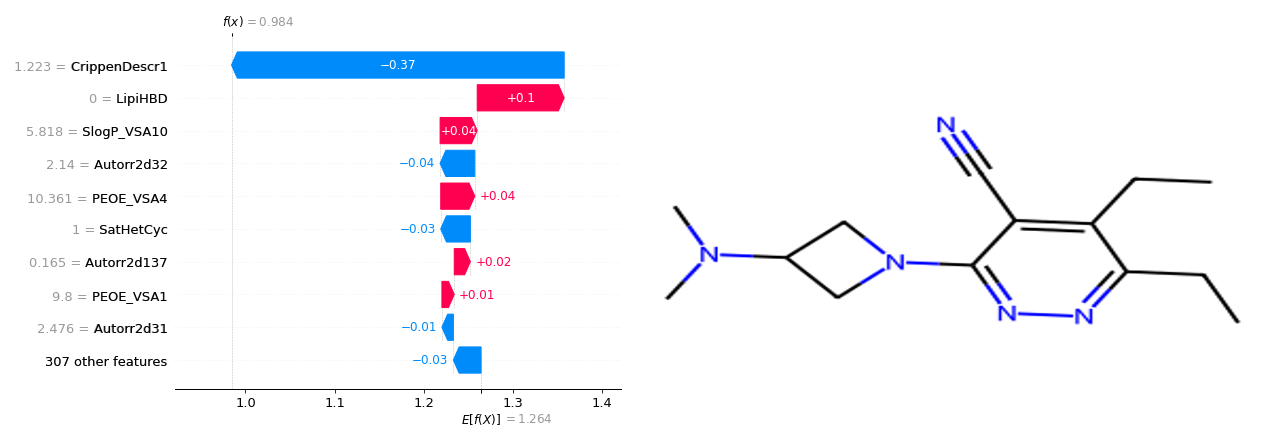 f(x) = 0.984
1.223 = CrippenDescr1
−0.37
0 = LipiHBD
+0.1
5.818 = SlogP_VSA10
+0.04
2.14 = Autorr2d32
−0.04
10.361 = PEOE_VSA4
+0.04
1 = SatHetCyc
−0.03
0.165 = Autorr2d137
+0.02
9.8 = PEOE_VSA1
+0.01
2.476 = Autorr2d31
−0.01
307 other features
−0.03
1.0 1.1 1.2 1.3 1.4
E[f(X)] = 1.264
N
N
N
N
N